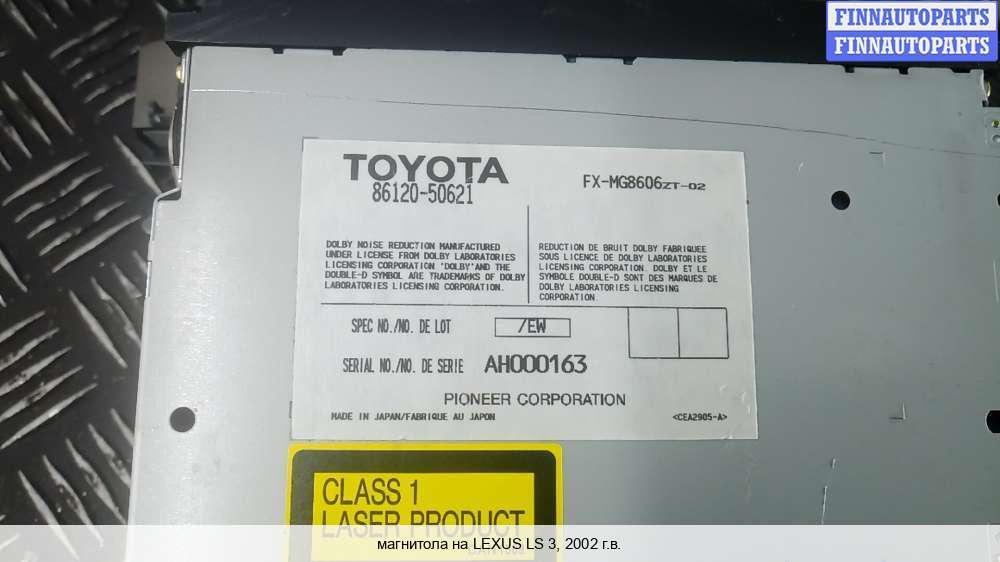 FINNAUTOPARTS
FINNAUTOPARTS
TOYOTA
86120-50621
FX-MG8606ZT-02
DOLBY NOISE REDUCTION MANUFACTURED
UNDER LICENSE FROM DOLBY LABORATORIES
LICENSING CORPORATION 'DOLBY'AND THE
DOUBLE-D SYMBOL ARE TRADEMARKS OF DOLBY
LABORATORIES LICENSING CORPORATION.
REDUCTION DE BRUIT DOLBY FABRIQUEE
SOUS LICENCE DE DOLBY LABORATORIES
LICENSING CORPORATION. DOLBY ET LE
SYMBOLE DOUBLE-D SONT DES MARQUES DE
DOLBY LABORATORIES LICENSING
CORPORATION.
SPEC NO./NO. DE LOT /EW
SERIAL NO./NO. DE SERIE AH000163
PIONEER CORPORATION
MADE IN JAPAN/FABRIQUE AU JAPON
<CEA2905-A>
CLASS 1
LASER PRODUCT
магнитола на LEXUS LS 3, 2002 г.в.